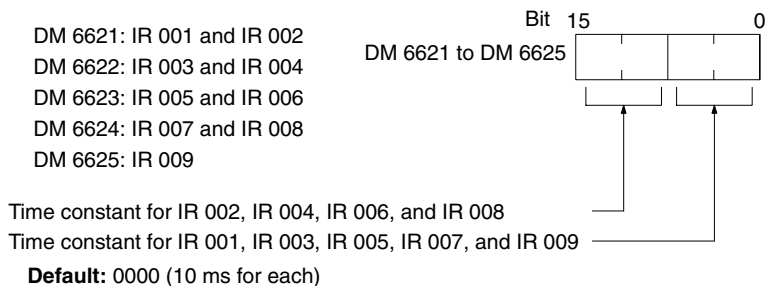 Bit 15 0
DM 6621: IR 001 and IR 002
DM 6621 to DM 6625
DM 6622: IR 003 and IR 004
DM 6623: IR 005 and IR 006
DM 6624: IR 007 and IR 008
DM 6625: IR 009
Time constant for IR 002, IR 004, IR 006, and IR 008
Time constant for IR 001, IR 003, IR 005, IR 007, and IR 009
Default: 0000 (10 ms for each)